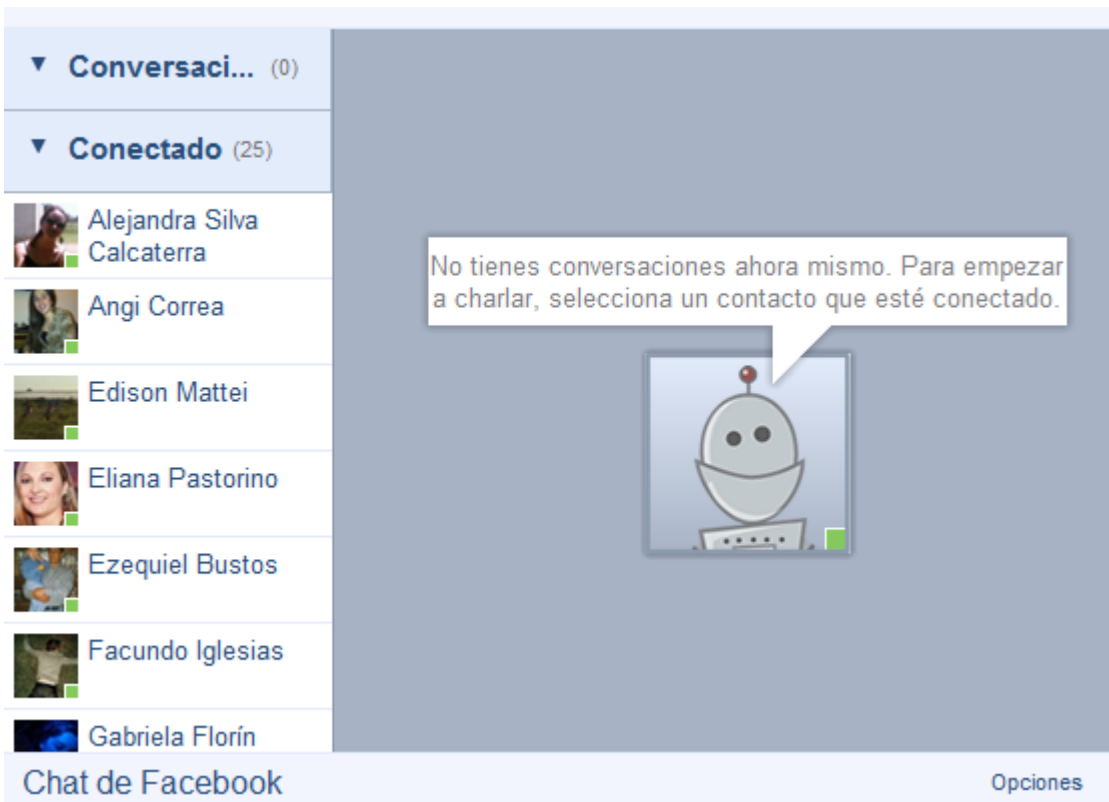 Conversaci... (0)
Conectado (25)
Alejandra Silva
Calcaterra
Angi Correa
Edison Mattei
Eliana Pastorino
Ezequiel Bustos
Facundo Iglesias
Gabriela Florín
No tienes conversaciones ahora mismo. Para empezar
a charlar, selecciona un contacto que esté conectado.
Chat de Facebook
Opciones